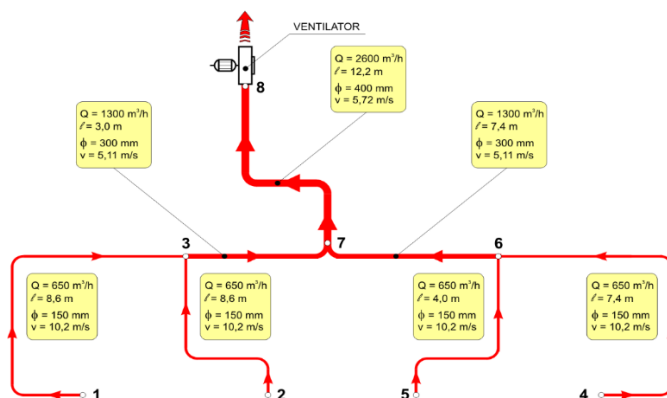 VENTILATOR
8
Q = 2600 m³/h
ℓ = 12,2 m
ϕ = 400 mm
v = 5,72 m/s
Q = 1300 m³/h
ℓ = 3,0 m
ϕ = 300 mm
v = 5,11 m/s
Q = 1300 m³/h
ℓ = 7,4 m
ϕ = 300 mm
v = 5,11 m/s
3
7
6
Q = 650 m³/h
ℓ = 8,6 m
ϕ = 150 mm
v = 10,2 m/s
Q = 650 m³/h
ℓ = 8,6 m
ϕ = 150 mm
v = 10,2 m/s
Q = 650 m³/h
ℓ = 4,0 m
ϕ = 150 mm
v = 10,2 m/s
Q = 650 m³/h
ℓ = 7,4 m
ϕ = 150 mm
v = 10,2 m/s
1
2
5
4